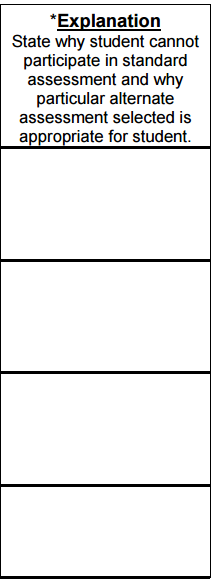 *Explanation
State why student cannot
participate in standard
assessment and why
particular alternate
assessment selected is
appropriate for student.